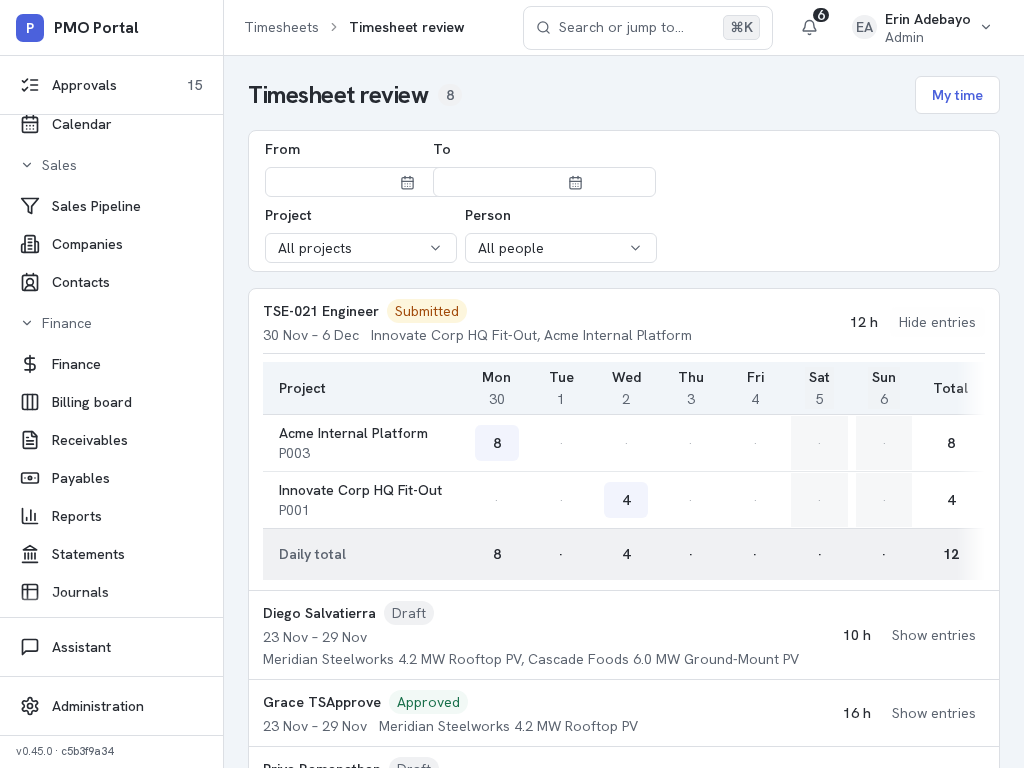 P PMO Portal
Timesheets > Timesheet review
Search or jump to... ⌘K
6
EA Erin Adebayo
Admin
Approvals 15
Calendar
Sales
Sales Pipeline
Companies
Contacts
Finance
Finance
Billing board
Receivables
Payables
Reports
Statements
Journals
Assistant
Administration
v0.45.0 · c5b3f9a34
Timesheet review 8
My time
From To
Project Person
All projects All people
TSE-021 Engineer Submitted
30 Nov – 6 Dec Innovate Corp HQ Fit-Out, Acme Internal Platform
12 h Hide entries
Project Mon Tue Wed Thu Fri Sat Sun Total
30 1 2 3 4 5 6
Acme Internal Platform 8 · · · · · · 8
P003
Innovate Corp HQ Fit-Out · · 4 · · · · 4
P001
Daily total 8 · 4 · · · · 12
Diego Salvatierra Draft
23 Nov – 29 Nov
Meridian Steelworks 4.2 MW Rooftop PV, Cascade Foods 6.0 MW Ground-Mount PV
10 h Show entries
Grace TSApprove Approved
23 Nov – 29 Nov Meridian Steelworks 4.2 MW Rooftop PV
16 h Show entries